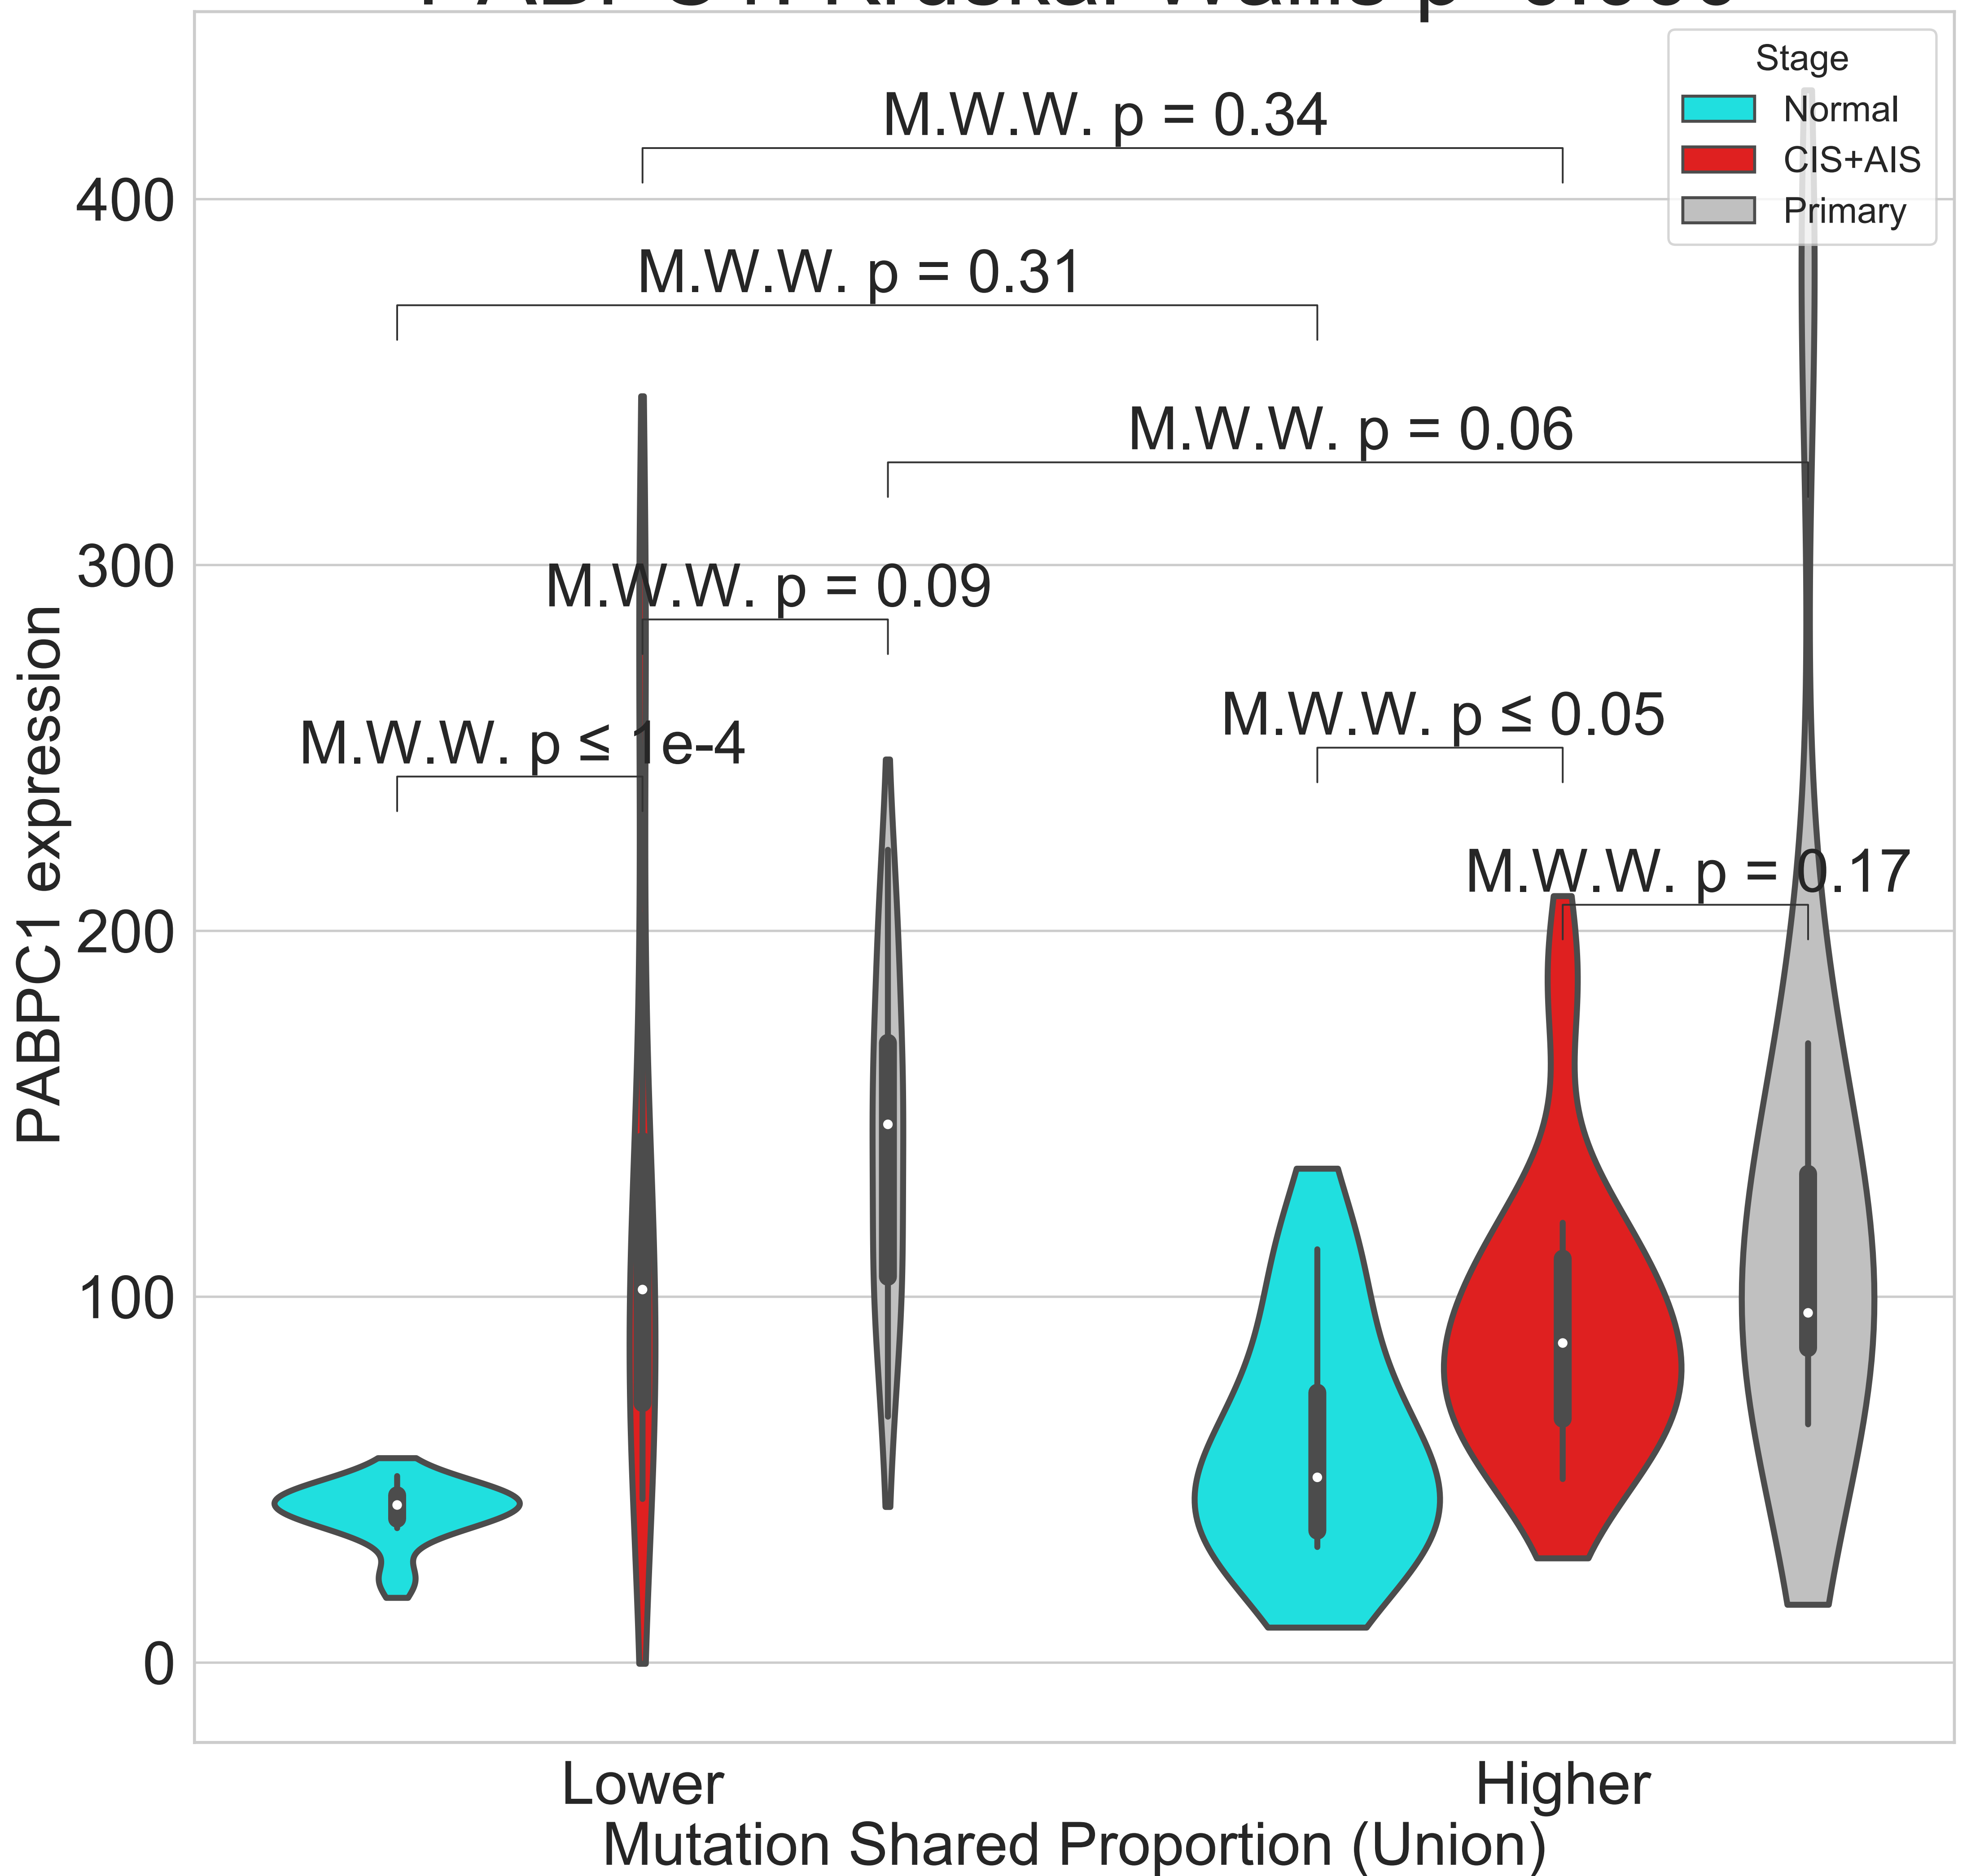 Stage
Normal
CIS+AIS
Primary
M.W.W. p = 0.34
M.W.W. p = 0.31
M.W.W. p = 0.06
M.W.W. p = 0.09
M.W.W. p ≤ 0.05
M.W.W. p ≤ 1e-4
M.W.W. p = 0.17
400
300
200
100
0
PABPC1 expression
Lower
Higher
Mutation Shared Proportion (Union)